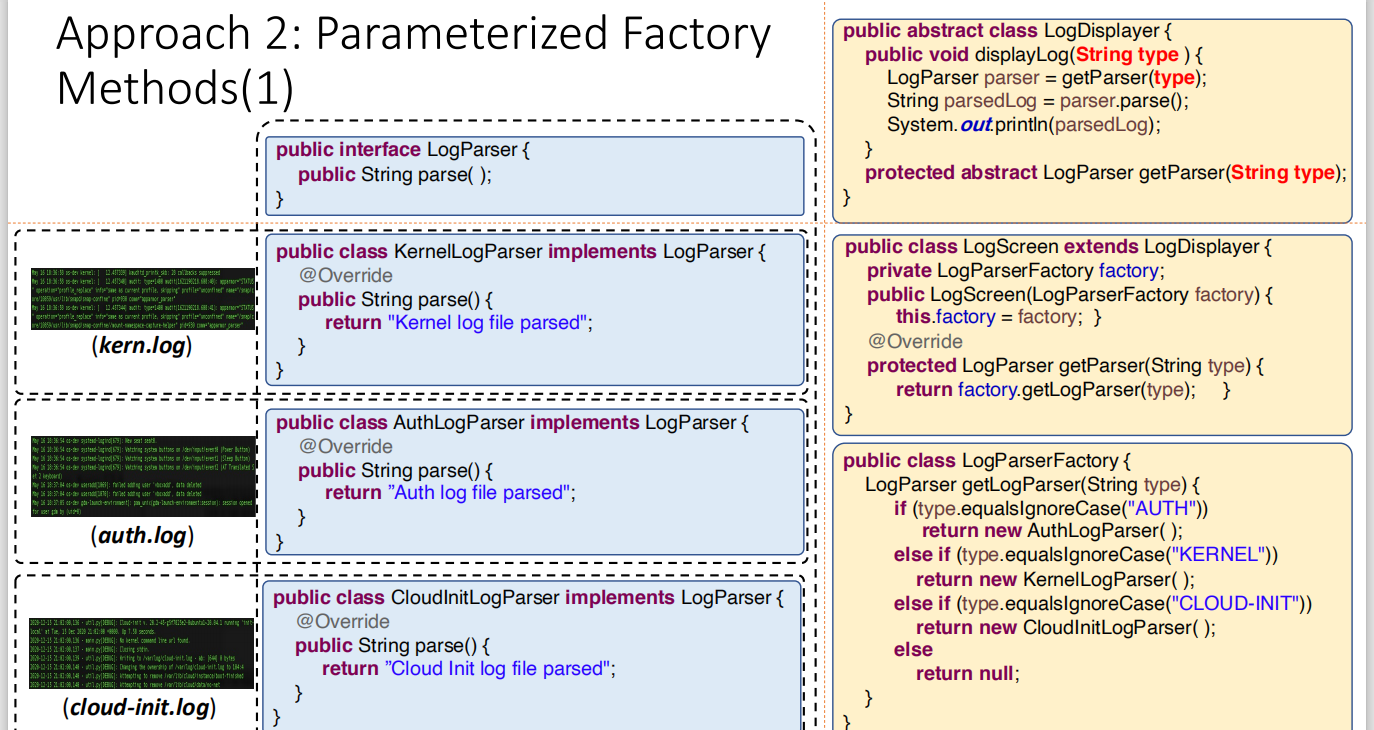 Approach 2: Parameterized Factory
Methods(1)
public interface LogParser {
public String parse( );
}
(kern.log)
public class KernelLogParser implements LogParser {
@Override
public String parse() {
return "Kernel log file parsed";
}
}
(auth.log)
public class AuthLogParser implements LogParser {
@Override
public String parse() {
return ”Auth log file parsed";
}
}
(cloud-init.log)
public class CloudInitLogParser implements LogParser {
@Override
public String parse() {
return ”Cloud Init log file parsed";
}
}
public abstract class LogDisplayer {
public void displayLog(String type ) {
LogParser parser = getParser(type);
String parsedLog = parser.parse();
System.out.println(parsedLog);
}
protected abstract LogParser getParser(String type);
}
public class LogScreen extends LogDisplayer {
private LogParserFactory factory;
public LogScreen(LogParserFactory factory) {
this.factory = factory; }
@Override
protected LogParser getParser(String type) {
return factory.getLogParser(type); }
}
public class LogParserFactory {
LogParser getLogParser(String type) {
if (type.equalsIgnoreCase("AUTH"))
return new AuthLogParser( );
else if (type.equalsIgnoreCase("KERNEL"))
return new KernelLogParser( );
else if (type.equalsIgnoreCase("CLOUD-INIT"))
return new CloudInitLogParser( );
else
return null;
}
}